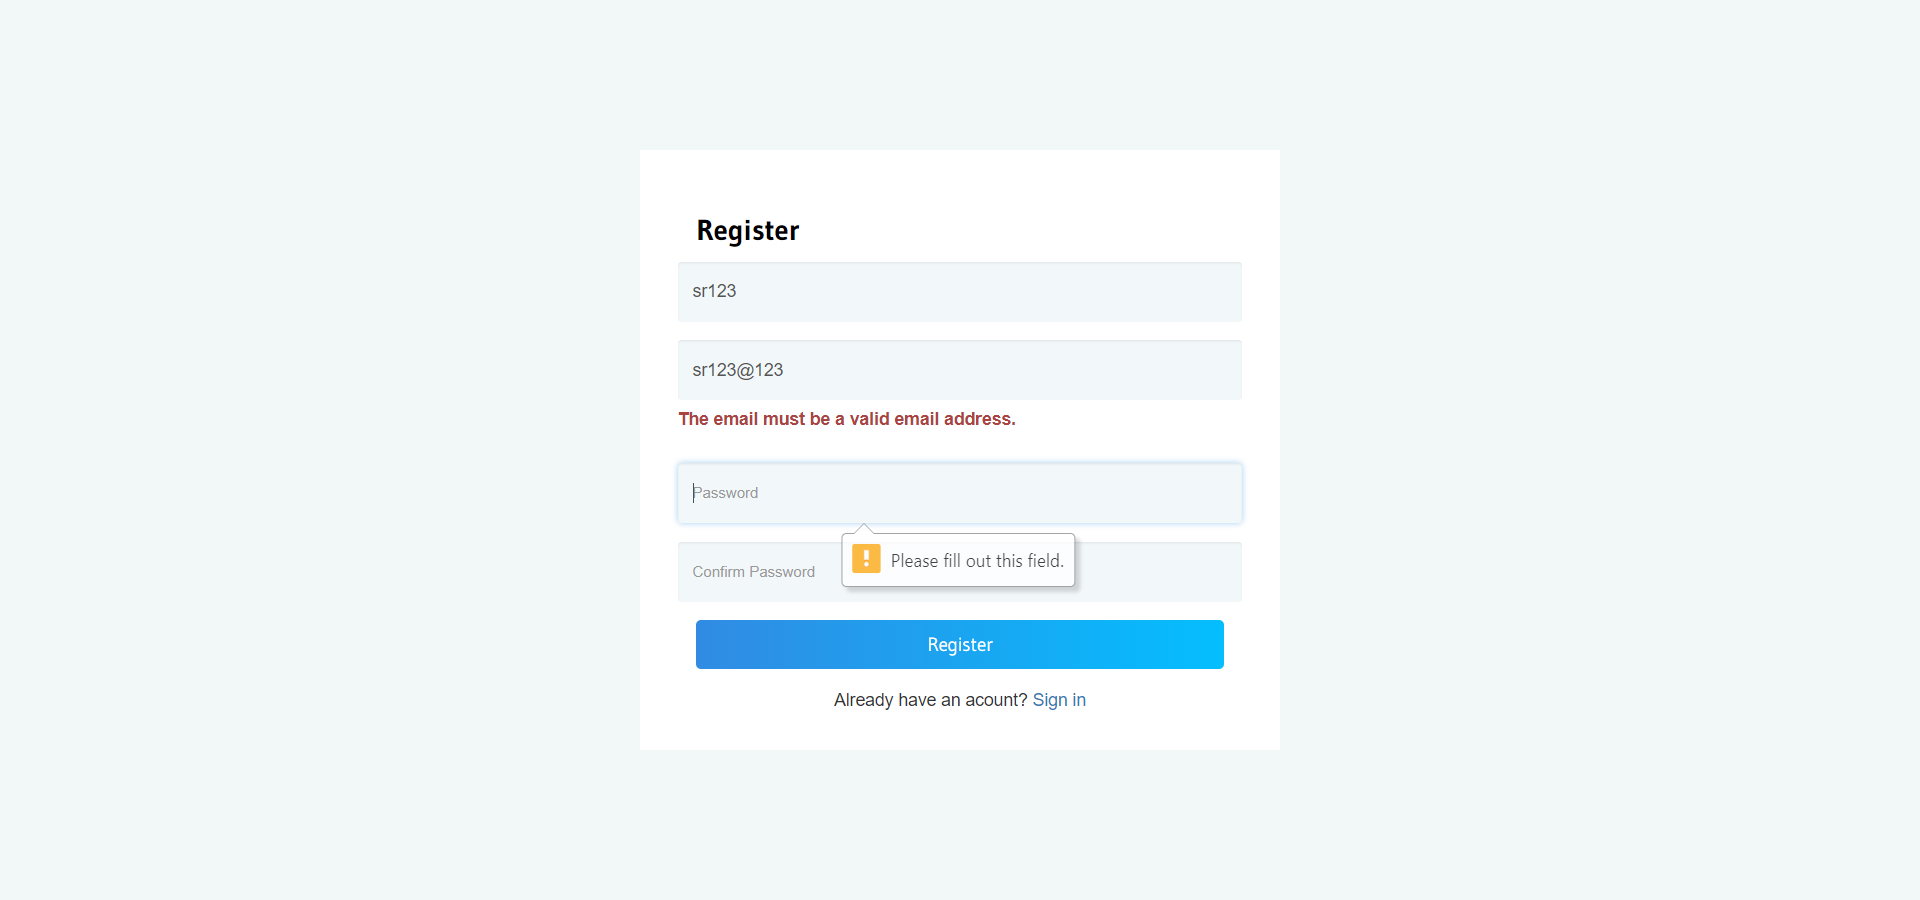 Register
sr123
sr123@123
The email must be a valid email address.
Password
Please fill out this field.
Confirm Password
Register
Already have an acount? Sign in